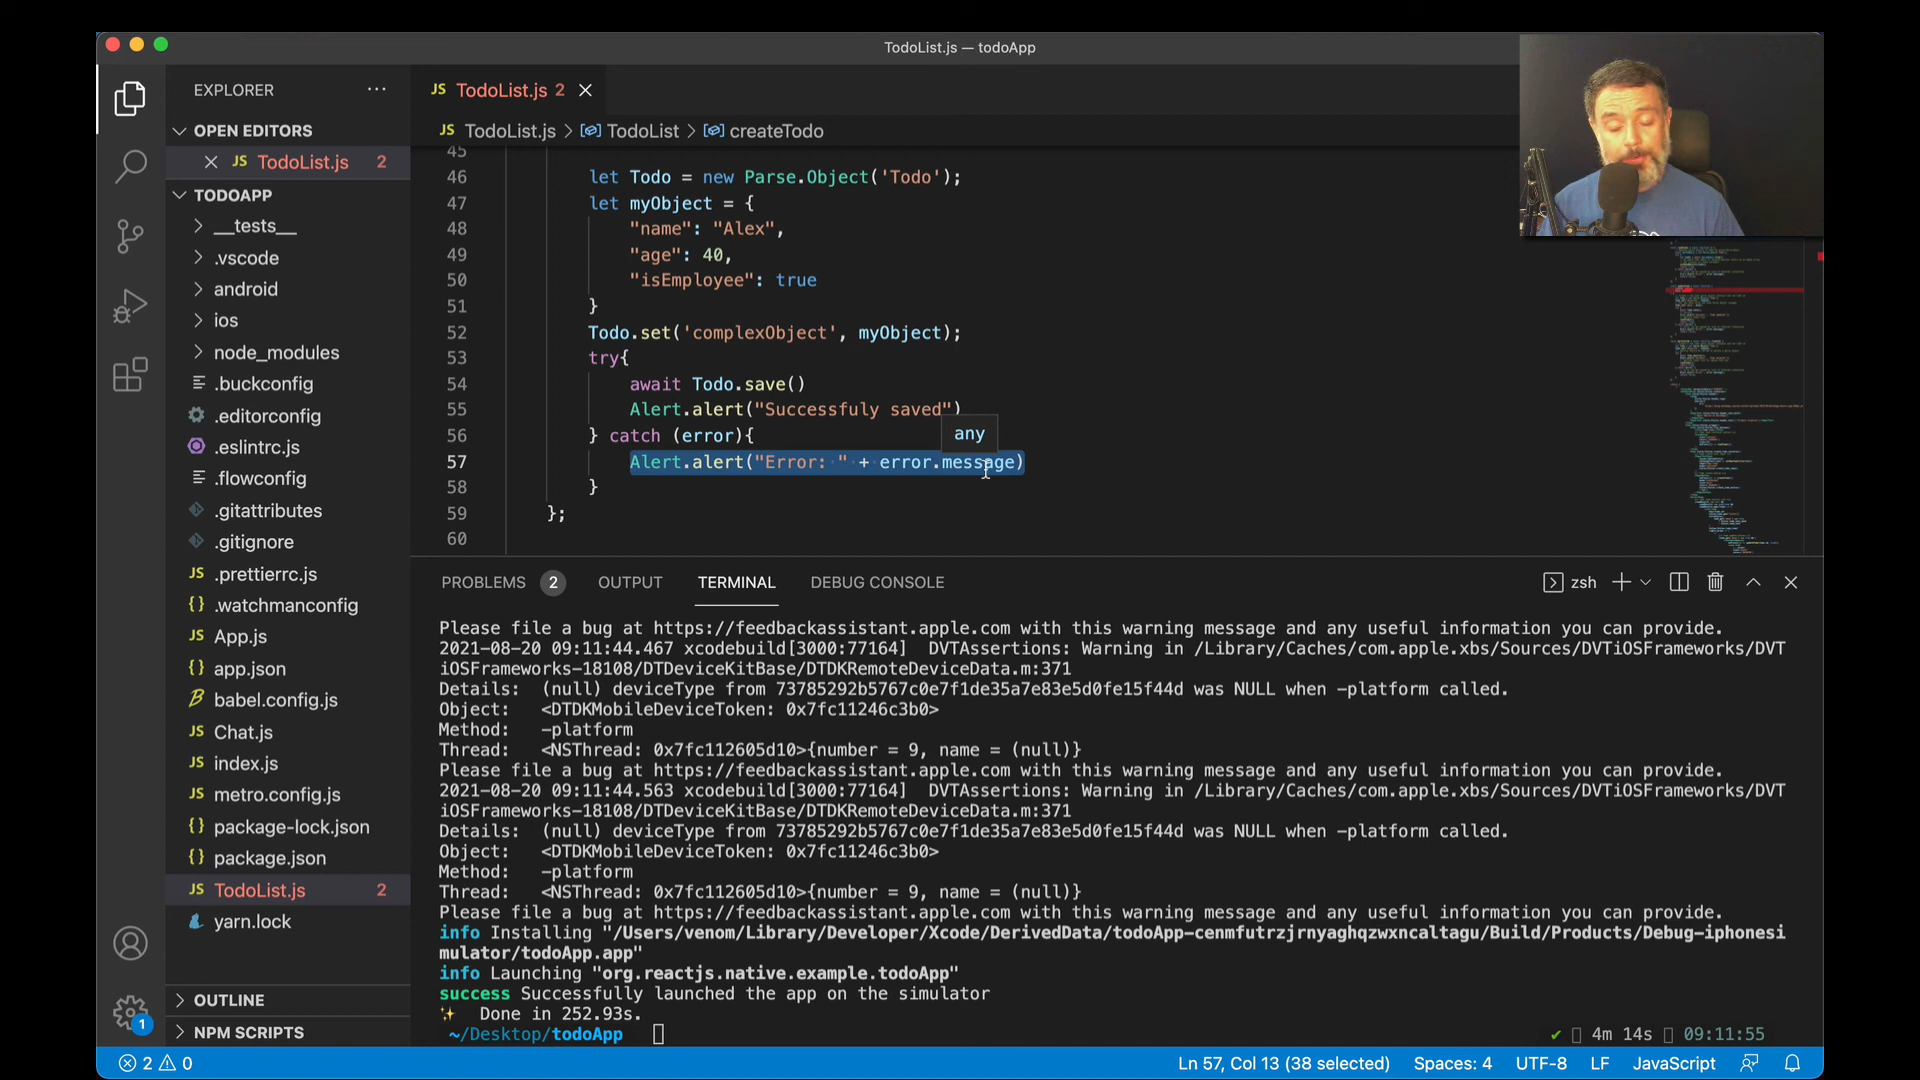 TodoList.js — todoApp
EXPLORER
OPEN EDITORS
TodoList.js 2
TODOAPP
__tests__
.vscode
android
ios
node_modules
.buckconfig
.editorconfig
.eslintrc.js
.flowconfig
.gitattributes
.gitignore
.prettierrc.js
.watchmanconfig
App.js
app.json
babel.config.js
Chat.js
index.js
metro.config.js
package-lock.json
package.json
TodoList.js 2
yarn.lock
OUTLINE
NPM SCRIPTS
1
JS TodoList.js 2
JS TodoList.js > TodoList > createTodo
45
46 let Todo = new Parse.Object('Todo');
47 let myObject = {
48 "name": "Alex",
49 "age": 40,
50 "isEmployee": true
51 }
52 Todo.set('complexObject', myObject);
53 try{
54 await Todo.save()
55 Alert.alert("Successfuly saved")
56 } catch (error){
any
57 Alert.alert("Error: " + error.message)
58 }
59 };
60
PROBLEMS 2 OUTPUT TERMINAL DEBUG CONSOLE zsh
Please file a bug at https://feedbackassistant.apple.com with this warning message and any useful information you can provide.
2021-08-20 09:11:44.467 xcodebuild[3000:77164] DVTAssertions: Warning in /Library/Caches/com.apple.xbs/Sources/DVTiOSFrameworks/DVT
iOSFrameworks-18108/DTDeviceKitBase/DTDKRemoteDeviceData.m:371
Details: (null) deviceType from 73785292b5767c0e7f1de35a7e83e5d0fe15f44d was NULL when -platform called.
Object: <DTDKMobileDeviceToken: 0x7fc11246c3b0>
Method: -platform
Thread: <NSThread: 0x7fc112605d10>{number = 9, name = (null)}
Please file a bug at https://feedbackassistant.apple.com with this warning message and any useful information you can provide.
2021-08-20 09:11:44.563 xcodebuild[3000:77164] DVTAssertions: Warning in /Library/Caches/com.apple.xbs/Sources/DVTiOSFrameworks/DVT
iOSFrameworks-18108/DTDeviceKitBase/DTDKRemoteDeviceData.m:371
Details: (null) deviceType from 73785292b5767c0e7f1de35a7e83e5d0fe15f44d was NULL when -platform called.
Object: <DTDKMobileDeviceToken: 0x7fc11246c3b0>
Method: -platform
Thread: <NSThread: 0x7fc112605d10>{number = 9, name = (null)}
Please file a bug at https://feedbackassistant.apple.com with this warning message and any useful information you can provide.
info Installing "/Users/venom/Library/Developer/Xcode/DerivedData/todoApp-cenmfutrzjrnyaghqzwxncaltagu/Build/Products/Debug-iphonesi
mulator/todoApp.app"
info Launching "org.reactjs.native.example.todoApp"
success Successfully launched the app on the simulator
Done in 252.93s.
~/Desktop/todoApp
4m 14s 09:11:55
2 0 Ln 57, Col 13 (38 selected) Spaces: 4 UTF-8 LF JavaScript